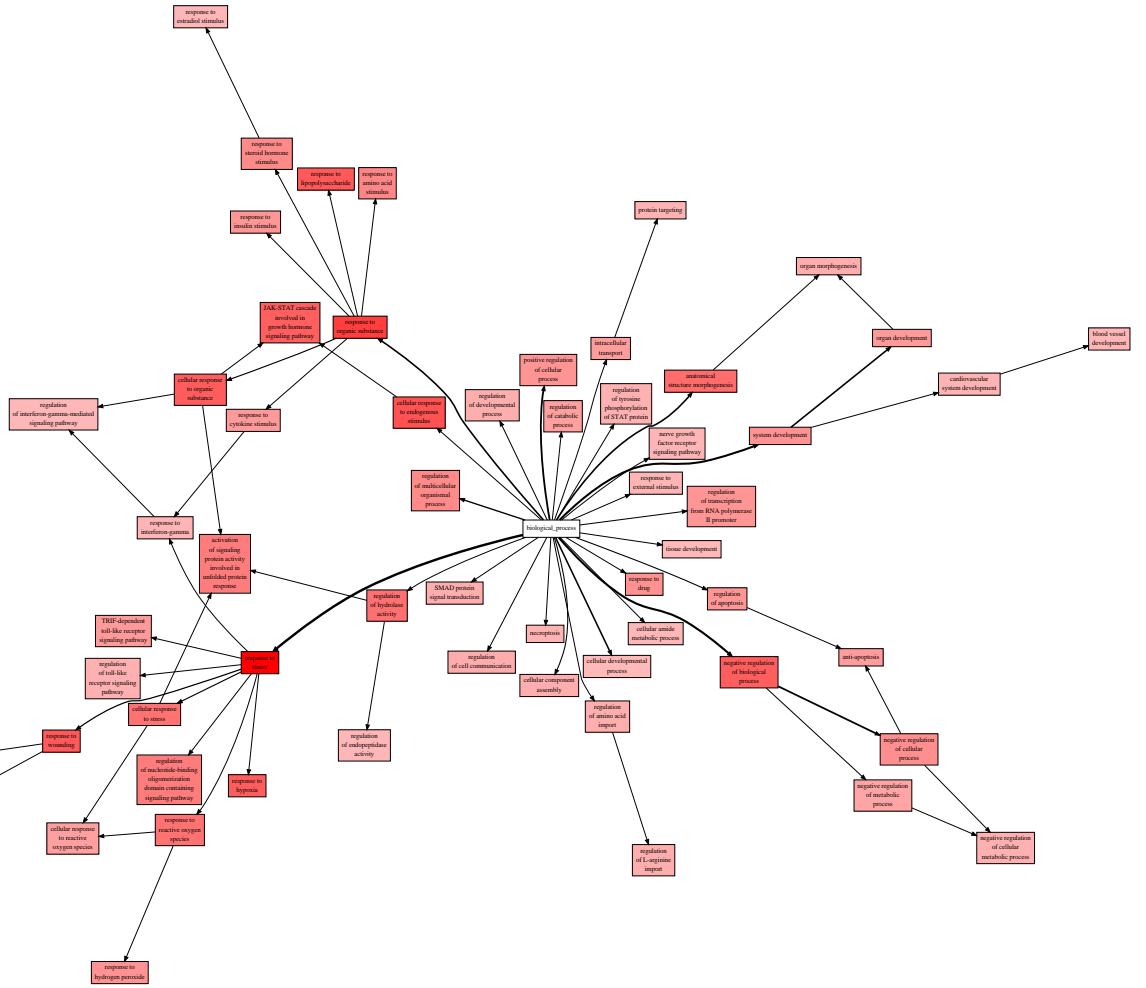 response to
estradiol stimulus
response to
steroid hormone
stimulus
response to
lipopolysaccharide
response to
amino acid
stimulus
response to
insulin stimulus
protein targeting
organ morphogenesis
JAK-STAT cascade
involved in
growth hormone
signaling pathway
response to
organic substance
intracellular
transport
organ development
blood vessel
development
positive regulation
of cellular
process
anatomical
structure morphogenesis
cardiovascular
system development
cellular response
to organic
substance
regulation
of interferon-gamma-mediated
signaling pathway
response to
cytokine stimulus
cellular response
to endogenous
stimulus
regulation
of developmental
process
regulation
of catabolic
process
regulation
of tyrosine
phosphorylation
of STAT protein
nerve growth
factor receptor
signaling pathway
system development
regulation
of multicellular
organismal
process
response to
external stimulus
regulation
of transcription
from RNA polymerase
II promoter
response to
interferon-gamma
biological_process
tissue development
activation
of signaling
protein activity
involved in
unfolded protein
response
regulation
of hydrolase
activity
SMAD protein
signal transduction
response to
drug
regulation
of apoptosis
TRIF-dependent
toll-like receptor
signaling pathway
necroptosis
cellular amide
metabolic process
regulation
of toll-like
receptor signaling
pathway
response to
stress
regulation
of cell communication
cellular developmental
process
cellular component
assembly
negative regulation
of biological
process
anti-apoptosis
cellular response
to stress
response to
wounding
regulation
of endopeptidase
activity
regulation
of amino acid
import
negative regulation
of cellular
process
regulation
of nucleotide-binding
oligomerization
domain containing
signaling pathway
response to
hypoxia
negative regulation
of metabolic
process
cellular response
to reactive
oxygen species
response to
reactive oxygen
species
regulation
of L-arginine
import
negative regulation
of cellular
metabolic process
response to
hydrogen peroxide